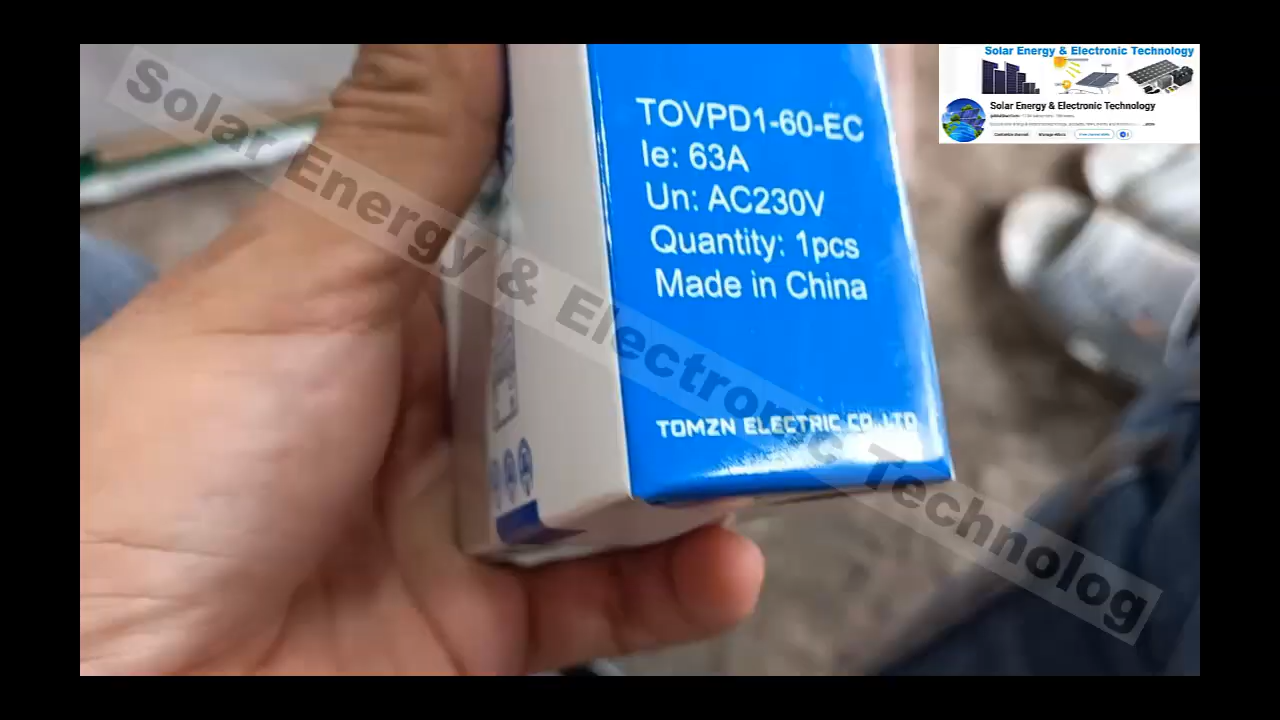 Solar Energy & Electronic Technology
Solar Energy & Electronic Technology
TOVPD1-60-EC
Ie: 63A
Un: AC230V
Quantity: 1pcs
Made in China
TOMZN ELECTRIC CO.,LTD
Solar Energy & Electronic Technolog